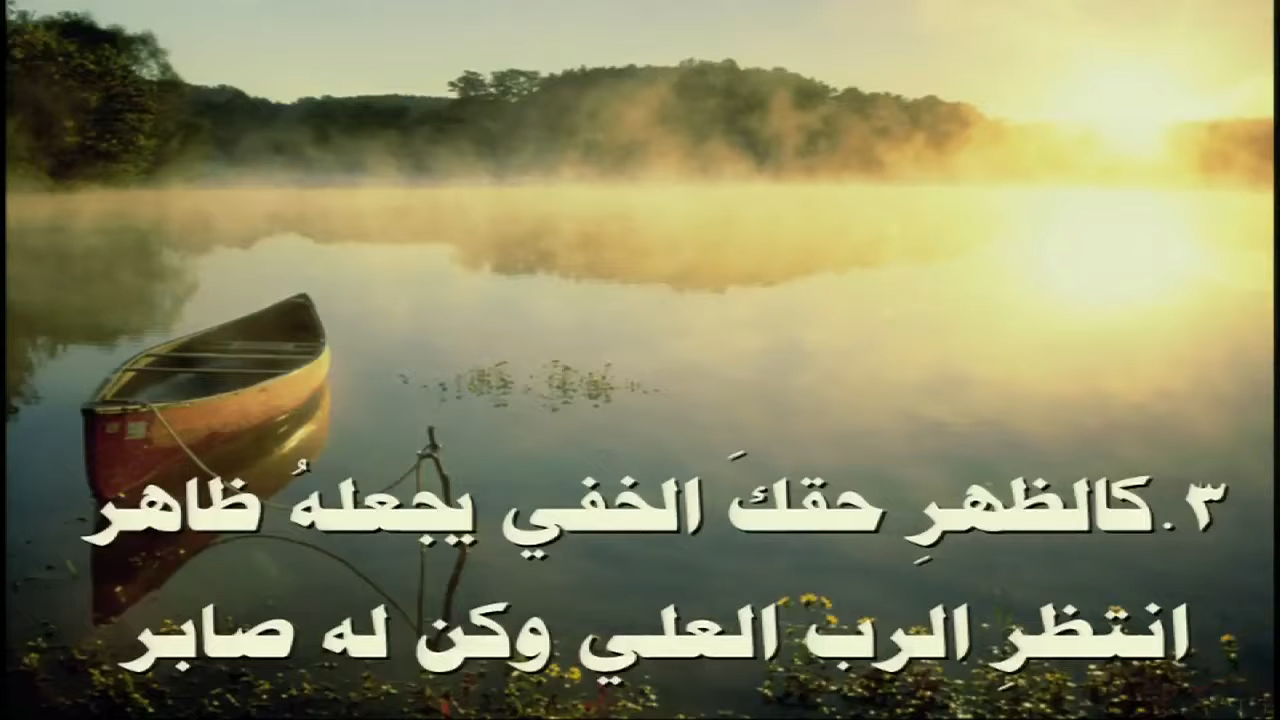 ٣.كالظهرِ حقكَ الخفي يجعلهُ ظاهر
انتظرِ الرب العلي وكن له صابر